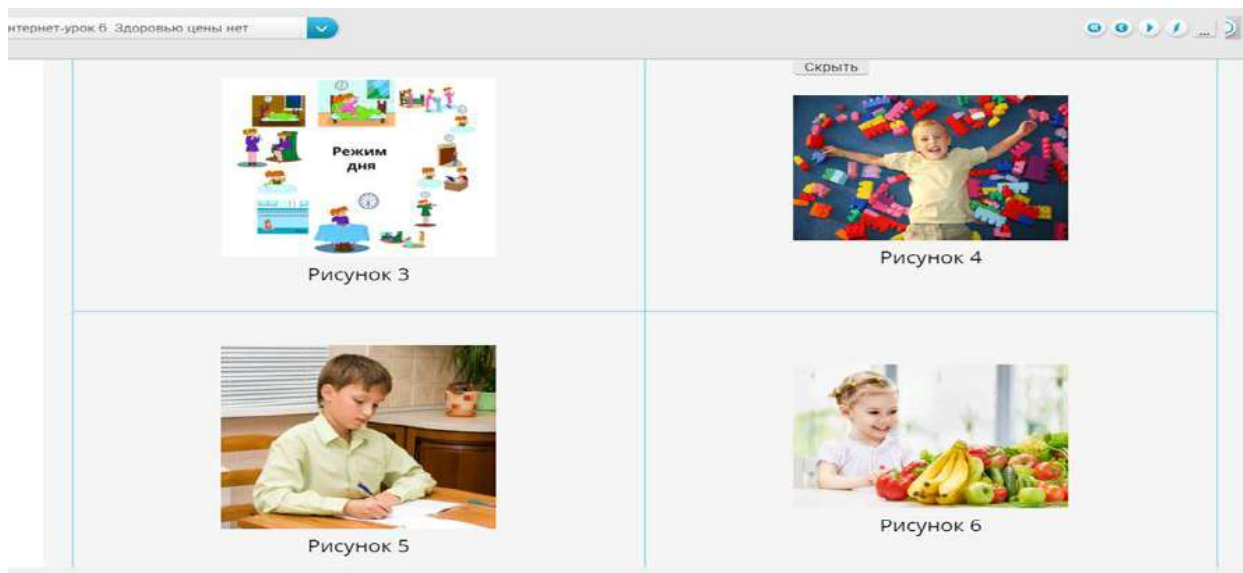 нтернет-урок 6 Здоровью цены нет
...
Скрыть
Режим
дня
Рисунок 3
Рисунок 4
Рисунок 5
Рисунок 6